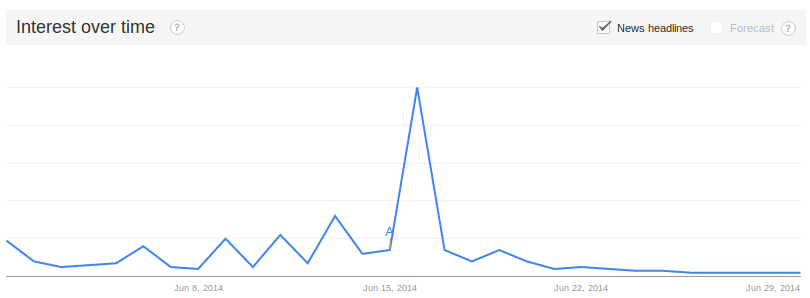 Interest over time ?
News headlines
Forecast ?
A
Jun 8, 2014
Jun 15, 2014
Jun 22, 2014
Jun 29, 2014